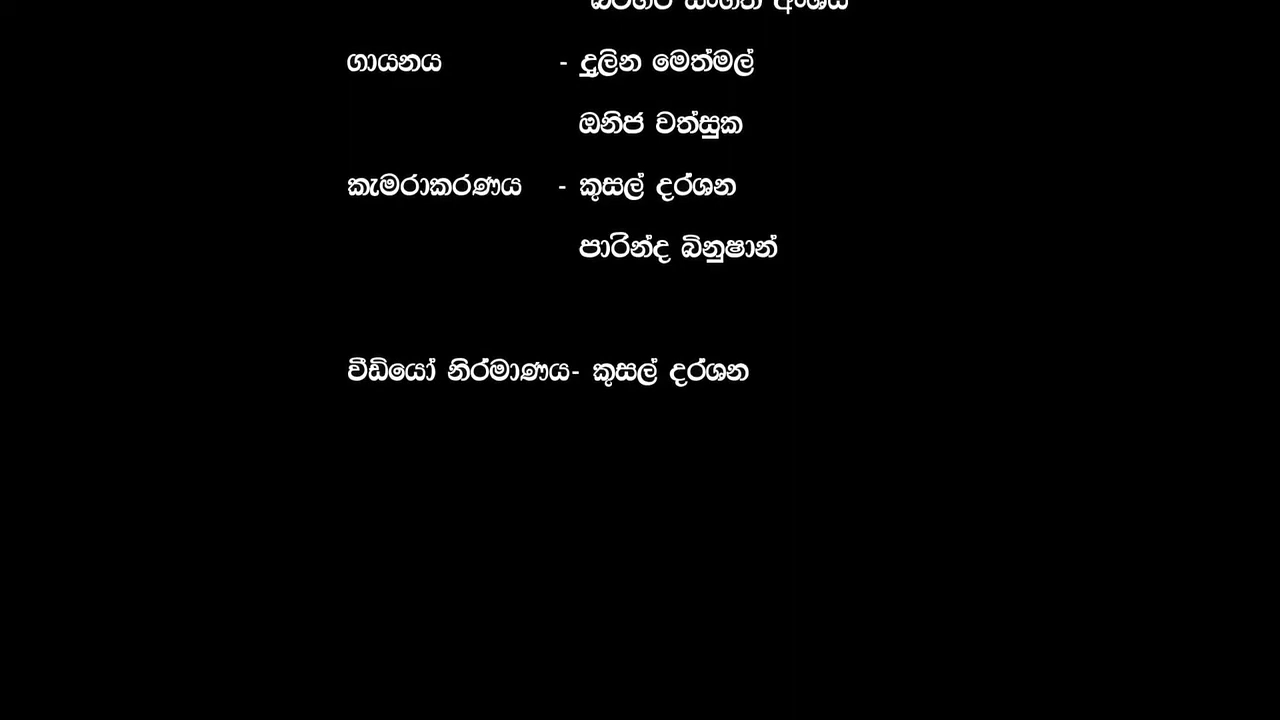 ගායනය - දුලින මෙත්මල්
ඔනිජ වත්සුක
කැමරාකරණය - කුසල් දර්ශන
පාරින්ද බිනුෂාන්
වීඩියෝ නිර්මාණය- කුසල් දර්ශන